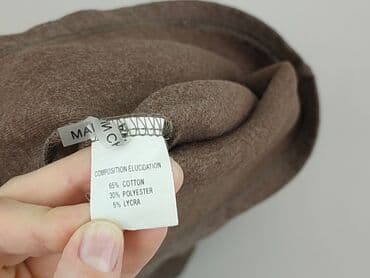 COMPOSITION ELUCIDATION
65% COTTON
30% POLYESTER
5% LYCRA